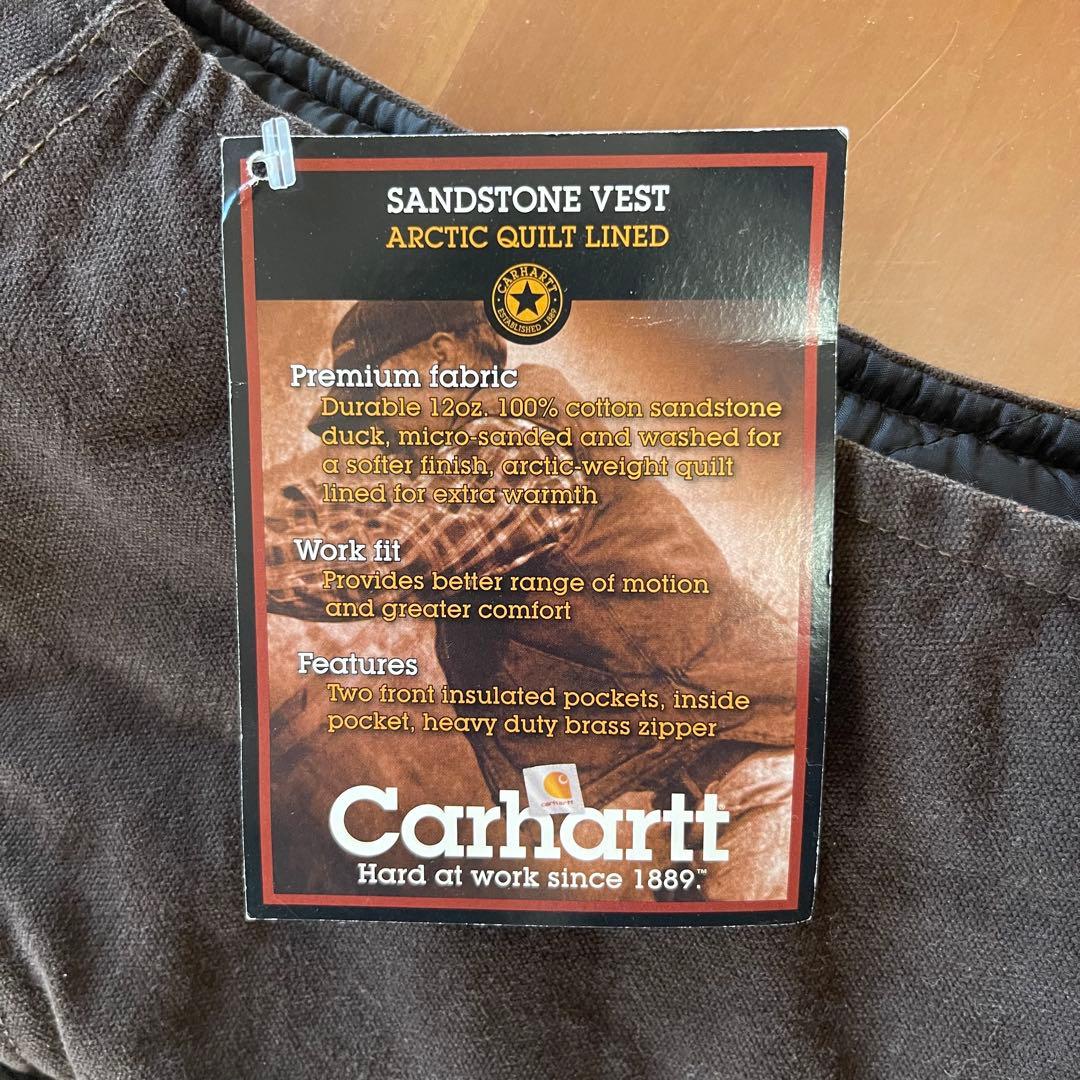 SANDSTONE VEST
ARCTIC QUILT LINED
CARHARTT
ESTABLISHED 1889
Premium fabric
Durable 12oz. 100% cotton sandstone
duck, micro-sanded and washed for
a softer finish, arctic-weight quilt
lined for extra warmth
Work fit
Provides better range of motion
and greater comfort
Features
Two front insulated pockets, inside
pocket, heavy duty brass zipper
carhartt
Carhartt®
Hard at work since 1889.™